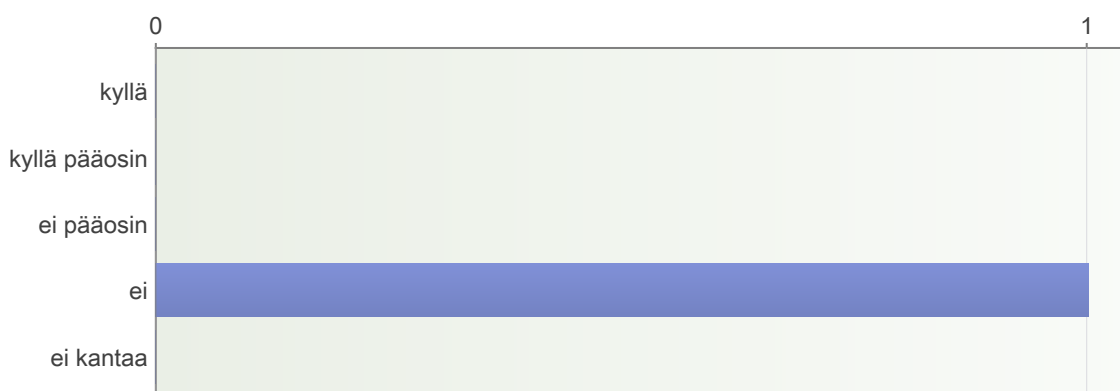 0 1
kyllä
kyllä pääosin
ei pääosin
ei
ei kantaa